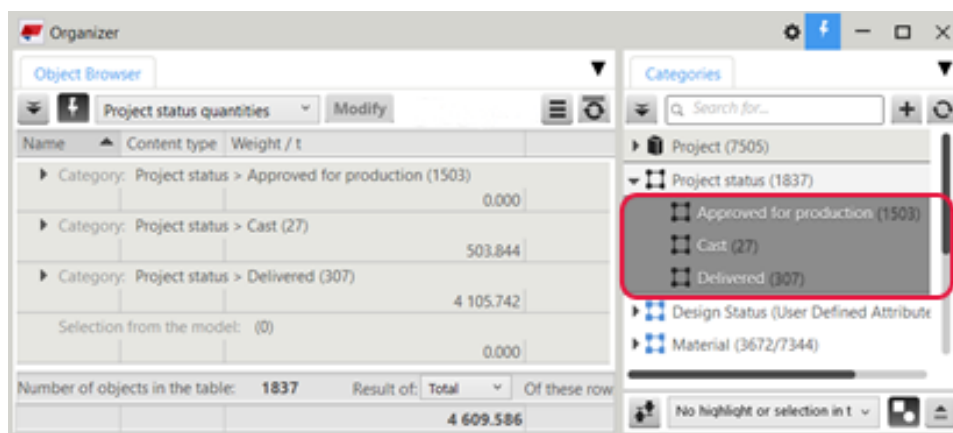 Organizer
Object Browser
Project status quantities
Modify
Name Content type Weight / t
Category: Project status > Approved for production (1503)
0.000
Category: Project status > Cast (27)
503.844
Category: Project status > Delivered (307)
4 105.742
Selection from the model: (0)
0.000
Number of objects in the table: 1837 Result of: Total Of these row
4 609.586
Categories
Search for...
Project (7505)
Project status (1837)
Approved for production (1503)
Cast (27)
Delivered (307)
Design Status (User Defined Attribute
Material (3672/7344)
No highlight or selection in t